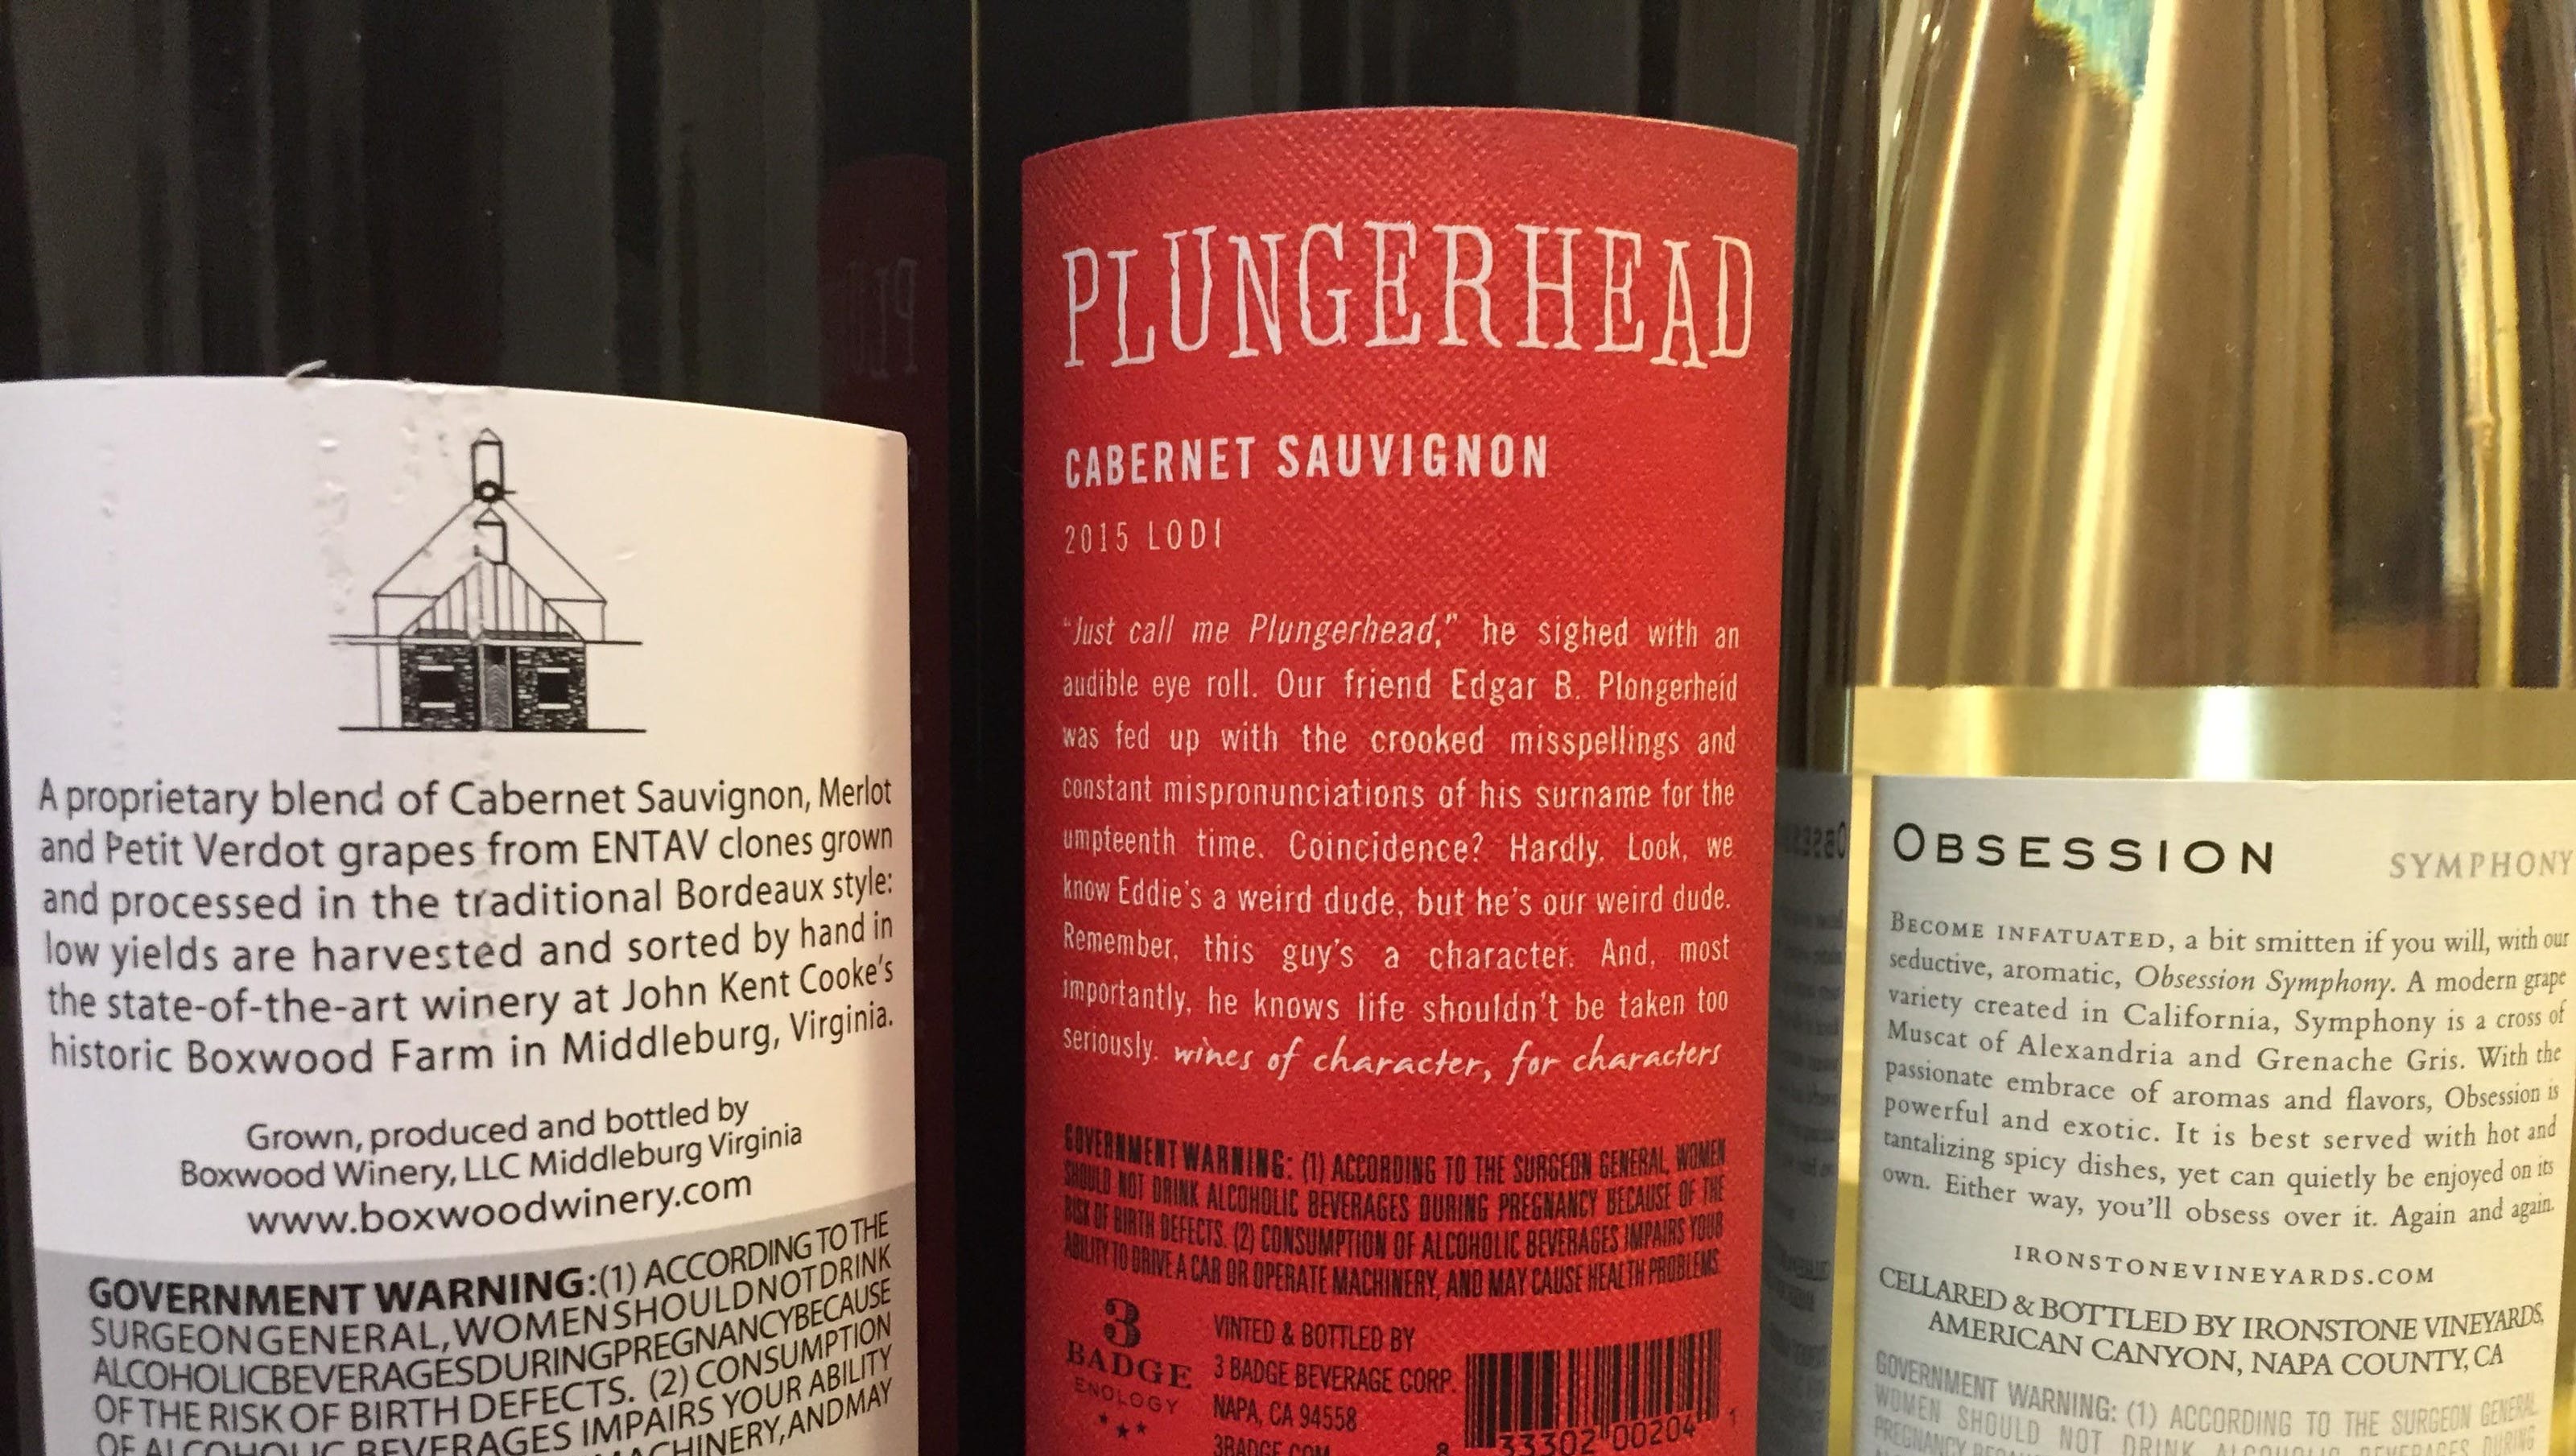 A proprietary blend of Cabernet Sauvignon, Merlot
and Petit Verdot grapes from ENTAV clones grown
and processed in the traditional Bordeaux style:
low yields are harvested and sorted by hand in
the state-of-the-art winery at John Kent Cooke's
historic Boxwood Farm in Middleburg, Virginia.
Grown, produced and bottled by
Boxwood Winery, LLC Middleburg Virginia
www.boxwoodwinery.com
GOVERNMENT WARNING:(1) ACCORDING TO THE
SURGEON GENERAL, WOMEN SHOULD NOT DRINK
ALCOHOLIC BEVERAGES DURING PREGNANCY BECAUSE
OF THE RISK OF BIRTH DEFECTS. (2) CONSUMPTION
OF ALCOHOLIC BEVERAGES IMPAIRS YOUR ABILITY
MACHINERY, AND MAY
PLUNGERHEAD
CABERNET SAUVIGNON
2015 LODI
"Just call me Plungerhead," he sighed with an
audible eye roll. Our friend Edgar B. Plongerheid
was fed up with the crooked misspellings and
constant mispronunciations of his surname for the
umpteenth time. Coincidence? Hardly. Look, we
know Eddie's a weird dude, but he's our weird dude.
Remember, this guy's a character. And, most
importantly, he knows life shouldn't be taken too
seriously. wines of character, for characters
GOVERNMENT WARNING: (1) ACCORDING TO THE SURGEON GENERAL, WOMEN
SHOULD NOT DRINK ALCOHOLIC BEVERAGES DURING PREGNANCY BECAUSE OF THE
RISK OF BIRTH DEFECTS. (2) CONSUMPTION OF ALCOHOLIC BEVERAGES IMPAIRS YOUR
ABILITY TO DRIVE A CAR OR OPERATE MACHINERY, AND MAY CAUSE HEALTH PROBLEMS.
3
BADGE
ENOLOGY
VINTED & BOTTLED BY
3 BADGE BEVERAGE CORP.
NAPA, CA 94558
3BADGE.COM
8 33302 00204 1
OBSESSION SYMPHONY
BECOME INFATUATED, a bit smitten if you will, with our
seductive, aromatic, Obsession Symphony. A modern grape
variety created in California, Symphony is a cross of
Muscat of Alexandria and Grenache Gris. With the
passionate embrace of aromas and flavors, Obsession is
powerful and exotic. It is best served with hot and
tantalizing spicy dishes, yet can quietly be enjoyed on its
own. Either way, you'll obsess over it. Again and again.
IRONSTONEVINEYARDS.COM
CELLARED & BOTTLED BY IRONSTONE VINEYARDS,
AMERICAN CANYON, NAPA COUNTY, CA
GOVERNMENT WARNING: (1) ACCORDING TO THE SURGEON GENERAL,
WOMEN SHOULD NOT DRINK ALCOHOLIC BEVERAGES DURING